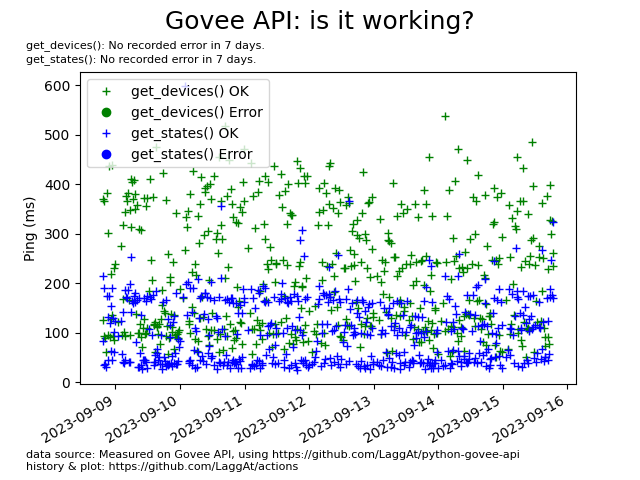 Govee API: is it working?
get_devices(): No recorded error in 7 days.
get_states(): No recorded error in 7 days.
600
500
400
300
200
100
0
Ping (ms)
get_devices() OK
get_devices() Error
get_states() OK
get_states() Error
2023-09-09
2023-09-10
2023-09-11
2023-09-12
2023-09-13
2023-09-14
2023-09-15
2023-09-16
data source: Measured on Govee API, using https://github.com/LaggAt/python-govee-api
history & plot: https://github.com/LaggAt/actions